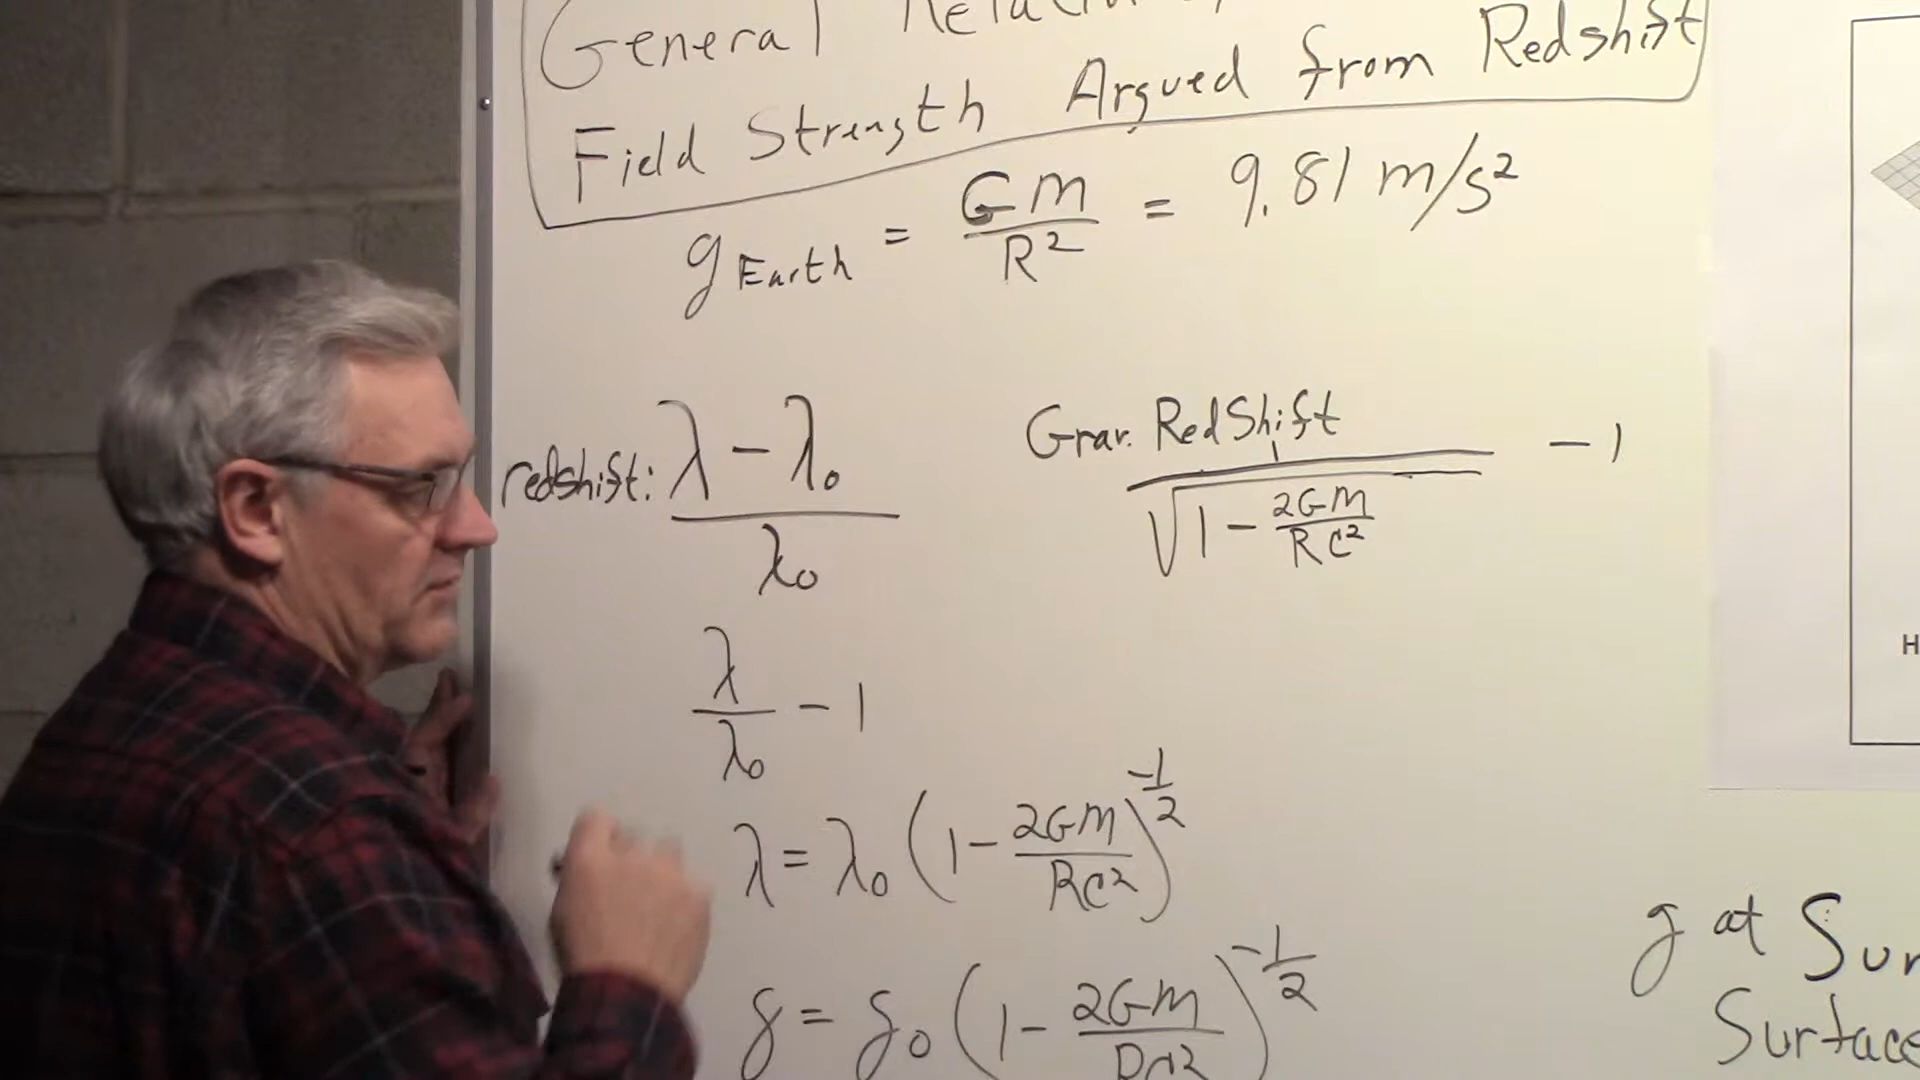 General Relativity
Field Strength Argued from Redshift
g Earth = GM/R² = 9.81 m/s²
redshift: (λ - λ₀)/λ₀
Grav. RedShift
1/√(1 - 2GM/RC²) - 1
λ/λ₀ - 1
λ = λ₀ (1 - 2GM/RC²)^(-1/2)
g = g₀ (1 - 2GM/RC²)^(-1/2)
g at Sun
Surface
H